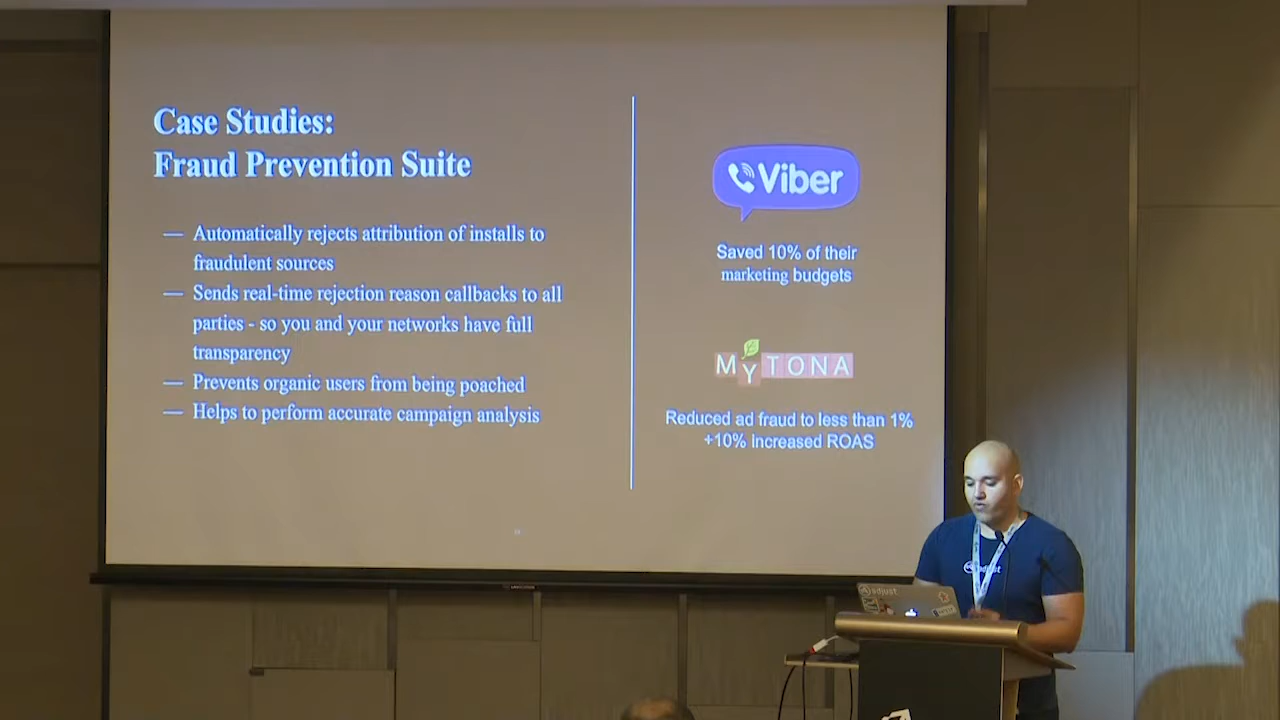 Case Studies:
Fraud Prevention Suite
— Automatically rejects attribution of installs to
fraudulent sources
— Sends real-time rejection reason callbacks to all
parties - so you and your networks have full
transparency
— Prevents organic users from being poached
— Helps to perform accurate campaign analysis
Viber
Saved 10% of their
marketing budgets
MYTONA
Reduced ad fraud to less than 1%
+10% increased ROAS
adjust
adjust